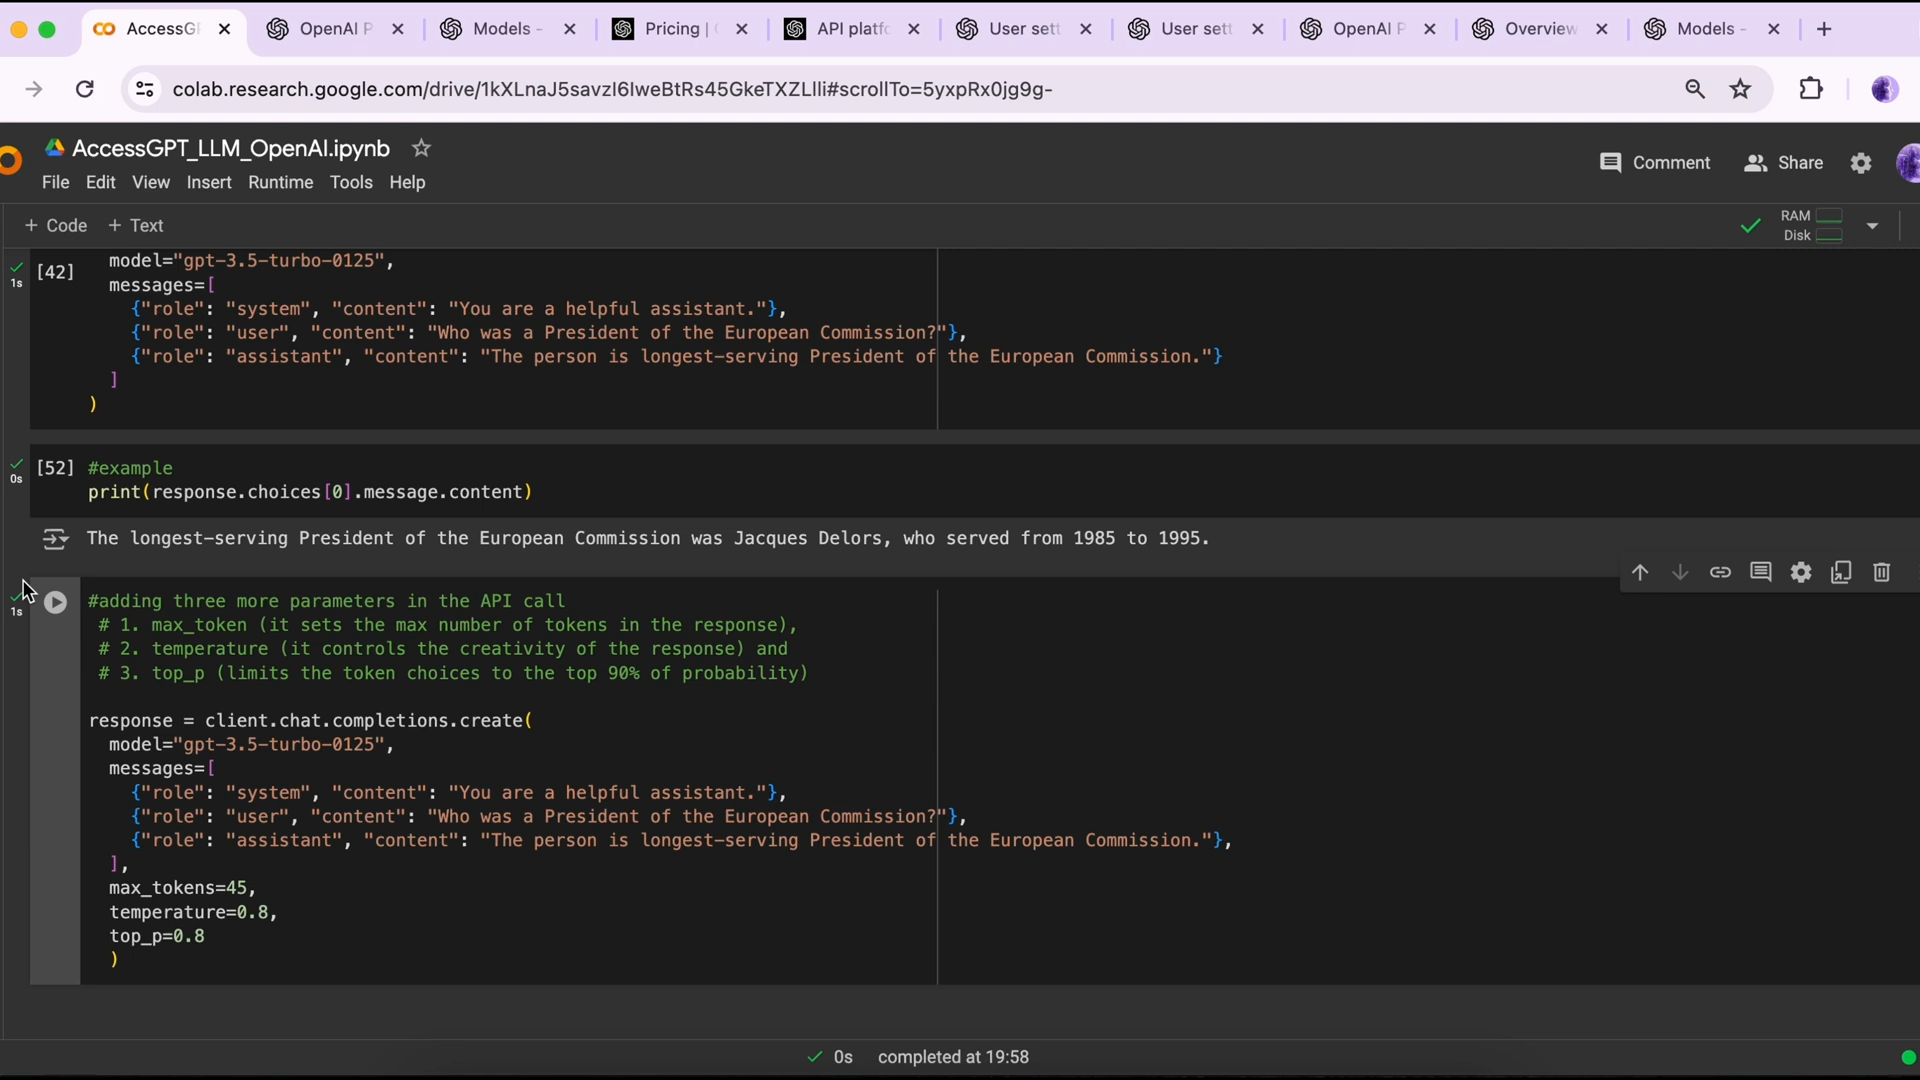 AccessG
OpenAI P
Models -
Pricing |
API platf
User sett
User sett
OpenAI P
Overview
Models -
colab.research.google.com/drive/1kXLnaJ5savzl6IweBtRs45GkeTXZLlli#scrollTo=5yxpRx0jg9g-
AccessGPT_LLM_OpenAI.ipynb
Comment
Share
File Edit View Insert Runtime Tools Help
+ Code + Text
RAM
Disk
1s
[42]
model="gpt-3.5-turbo-0125",
messages=[
{"role": "system", "content": "You are a helpful assistant."},
{"role": "user", "content": "Who was a President of the European Commission?"},
{"role": "assistant", "content": "The person is longest-serving President of the European Commission."}
]
)
0s
[52] #example
print(response.choices[0].message.content)
The longest-serving President of the European Commission was Jacques Delors, who served from 1985 to 1995.
1s
#adding three more parameters in the API call
# 1. max_token (it sets the max number of tokens in the response),
# 2. temperature (it controls the creativity of the response) and
# 3. top_p (limits the token choices to the top 90% of probability)
response = client.chat.completions.create(
model="gpt-3.5-turbo-0125",
messages=[
{"role": "system", "content": "You are a helpful assistant."},
{"role": "user", "content": "Who was a President of the European Commission?"},
{"role": "assistant", "content": "The person is longest-serving President of the European Commission."},
],
max_tokens=45,
temperature=0.8,
top_p=0.8
)
0s completed at 19:58